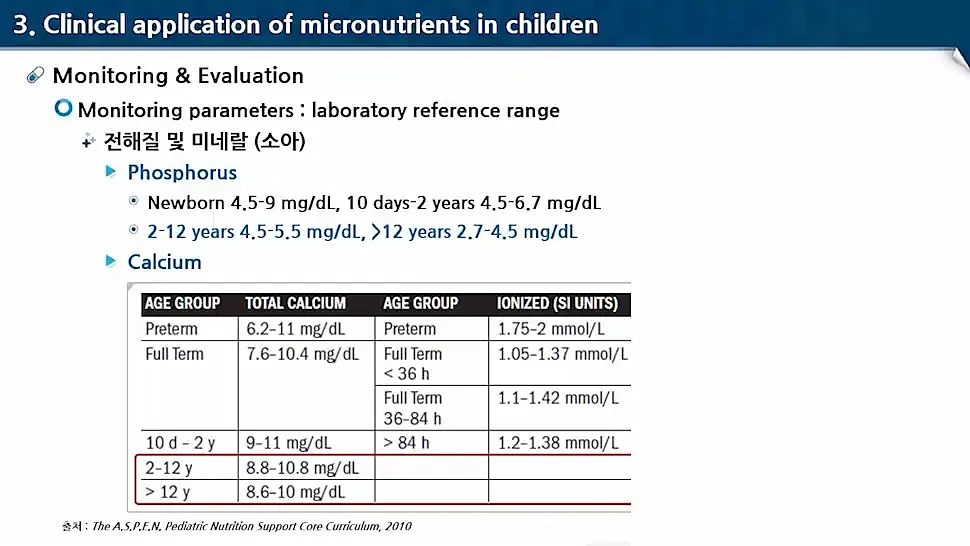 3. Clinical application of micronutrients in children
Monitoring & Evaluation
Monitoring parameters : laboratory reference range
전해질 및 미네랄 (소아)
Phosphorus
Newborn 4.5-9 mg/dL, 10 days-2 years 4.5-6.7 mg/dL
2-12 years 4.5-5.5 mg/dL, >12 years 2.7-4.5 mg/dL
Calcium
AGE GROUP TOTAL CALCIUM AGE GROUP IONIZED (SI UNITS)
Preterm 6.2–11 mg/dL Preterm 1.75–2 mmol/L
Full Term 7.6–10.4 mg/dL Full Term 1.05–1.37 mmol/L
< 36 h
Full Term 1.1–1.42 mmol/L
36–84 h
10 d – 2 y 9–11 mg/dL > 84 h 1.2–1.38 mmol/L
2–12 y 8.8–10.8 mg/dL
> 12 y 8.6–10 mg/dL
출처 : The A.S.P.E.N. Pediatric Nutrition Support Core Curriculum, 2010